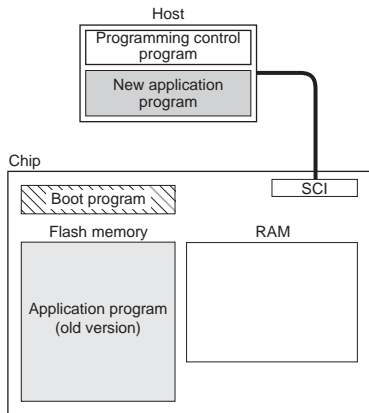 Host
Programming control
program
New application
program
Chip
SCI
Boot program
Flash memory
RAM
Application program
(old version)